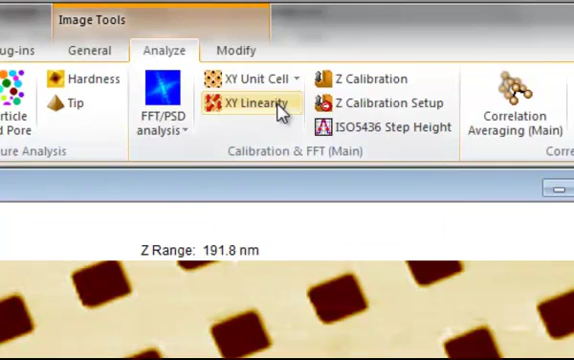 Image Tools
ug-ins General Analyze Modify
Hardness
Tip
rticle
d Pore
FFT/PSD
analysis
XY Unit Cell
XY Linearity
Z Calibration
Z Calibration Setup
ISO5436 Step Height
Correlation
Averaging (Main)
ure Analysis
Calibration & FFT (Main)
Corre
Z Range: 191.8 nm